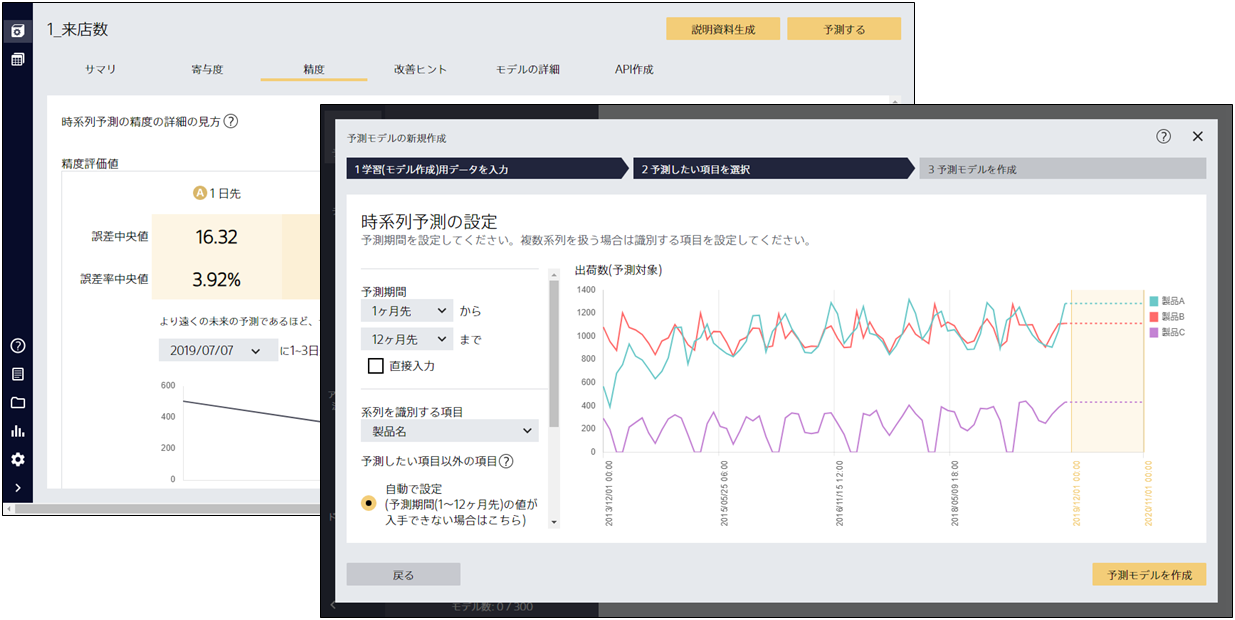 1_来店数
説明資料生成
予測する
サマリ
寄与度
精度
改善ヒント
モデルの詳細
API作成
時系列予測の精度の詳細の見方?
精度評価値
A 1日先
誤差中央値
16.32
誤差率中央値
3.92%
より遠くの未来の予測であるほど、
2019/07/07
に1~3日
600
400
200
0
予測モデルの新規作成
?
1 学習(モデル作成)用データを入力
2 予測したい項目を選択
3 予測モデルを作成
時系列予測の設定
予測期間を設定してください。複数系列を扱う場合は識別する項目を設定してください。
予測期間
1ヶ月先
から
12ヶ月先
まで
直接入力
系列を識別する項目
製品名
予測したい項目以外の項目?
自動で設定
(予測期間(1~12ヶ月先)の値が
入手できない場合はこちら)
出荷数(予測対象)
1400
1200
1000
800
600
400
200
0
2013/12/01 00:00
2015/05/25 06:00
2016/11/15 12:00
2018/05/09 18:00
2019/12/01 00:00
2020/11/01 00:00
製品A
製品B
製品C
戻る
予測モデルを作成
モデル数: 0 / 300